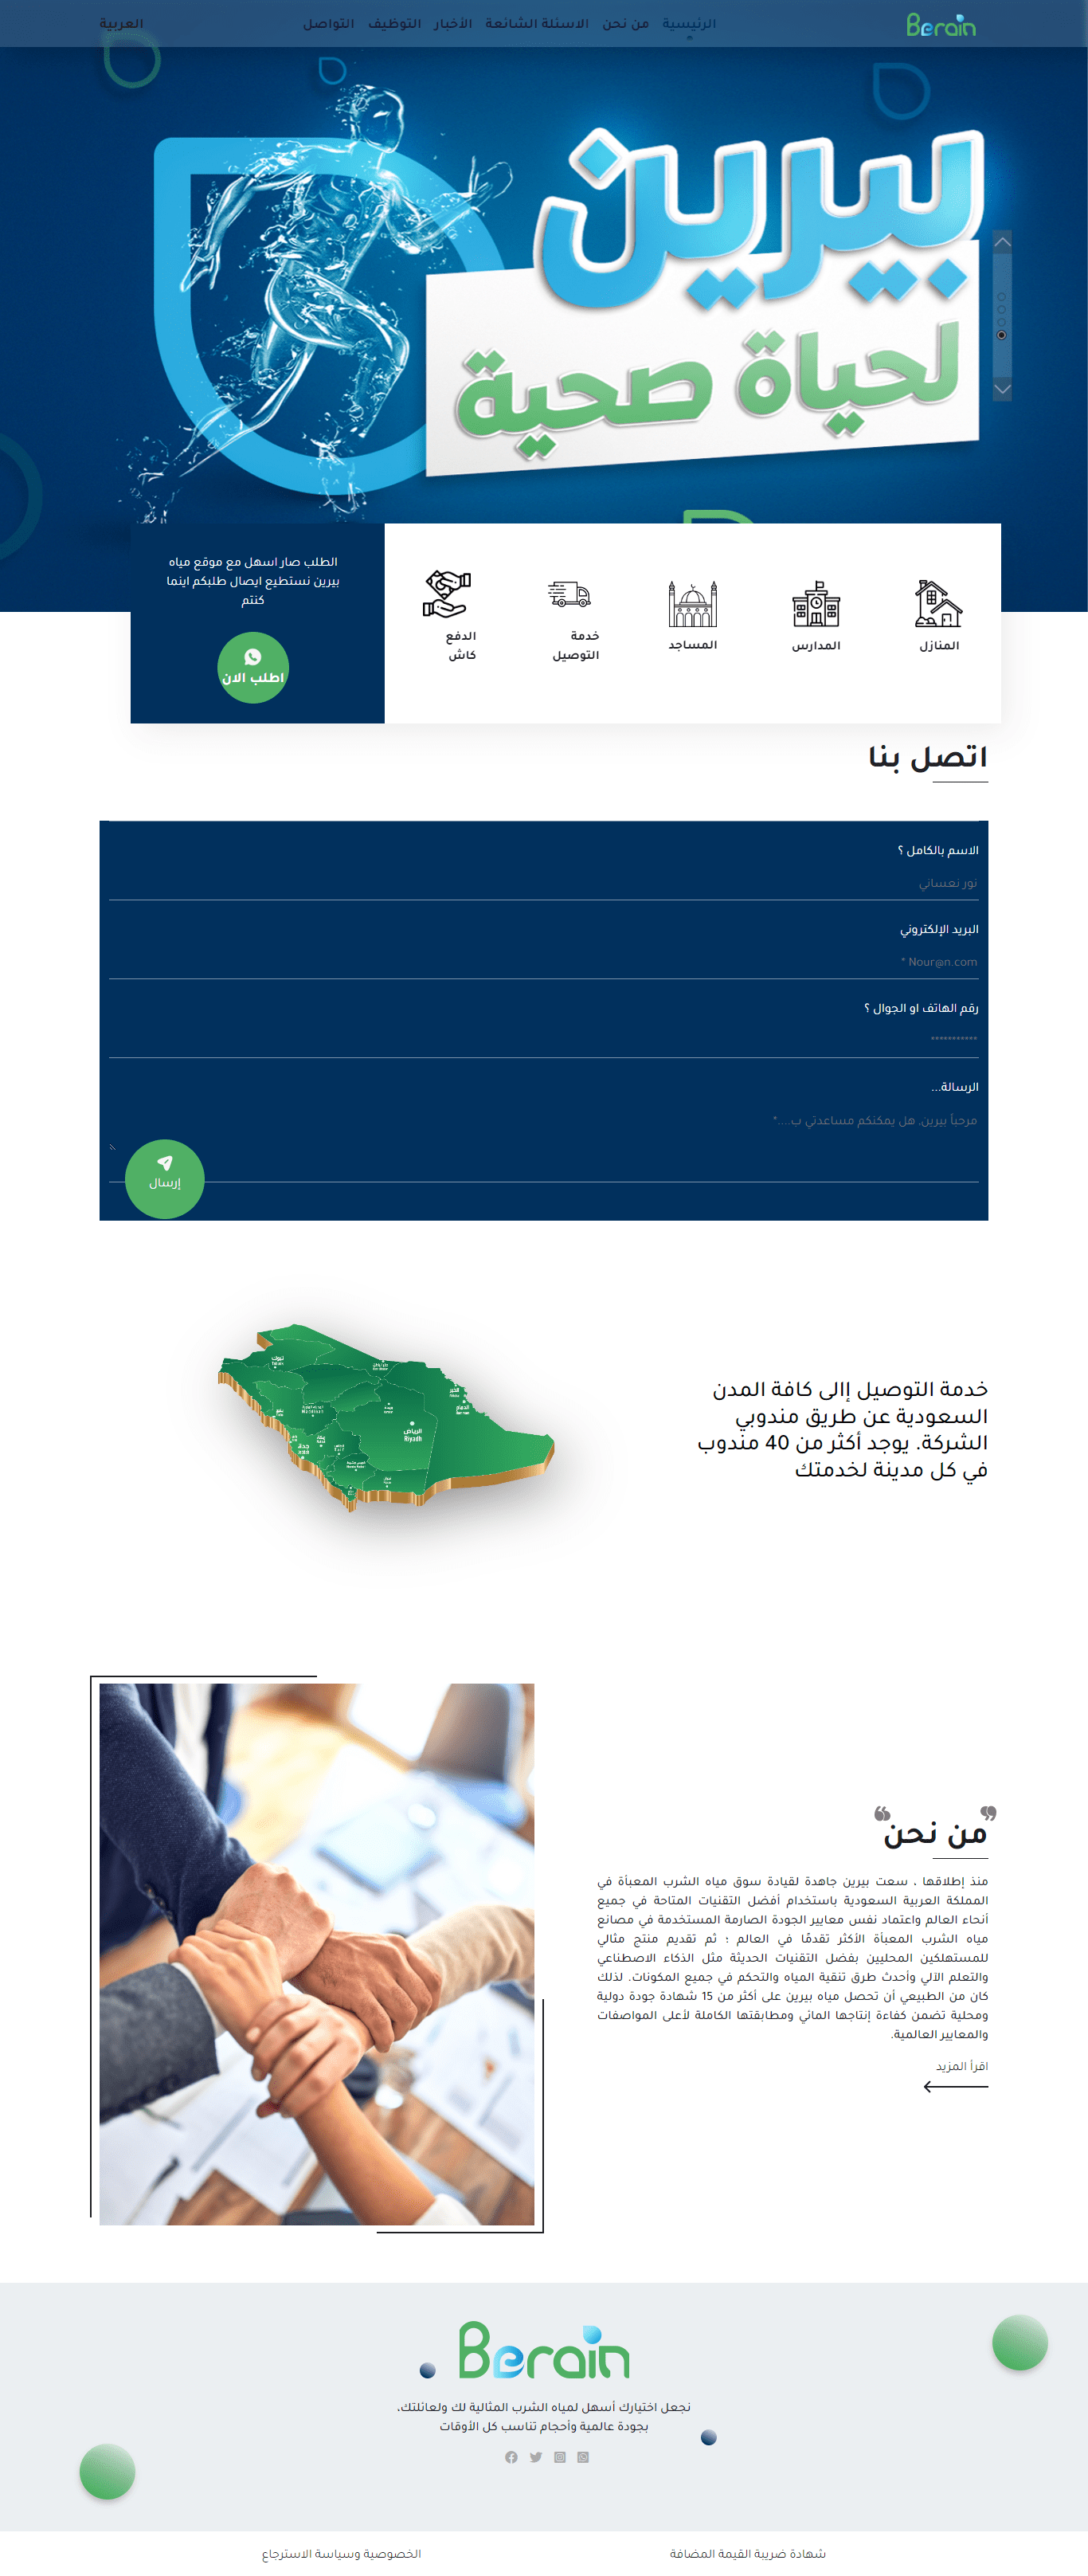 Berain
الرئيسية
من نحن
الاسئلة الشائعة
الأخبار
التوظيف
التواصل
العربية
بيرين
لحياة صحية
المنازل
المدارس
المساجد
خدمة
التوصيل
الدفع
كاش
الطلب صار اسهل مع موقع مياه
بيرين نستطيع ايصال طلبكم اينما
كنتم
اطلب الان
اتصل بنا
الاسم بالكامل ؟
نور نعساني
البريد الإلكتروني
Nour@n.com *
رقم الهاتف او الجوال ؟
***********
الرسالة...
مرحباً بيرين, هل يمكنكم مساعدتي ب....*
إرسال
خدمة التوصيل إالى كافة المدن
السعودية عن طريق مندوبي
الشركة. يوجد أكثر من 40 مندوب
في كل مدينة لخدمتك
تبوك
الرياض
Riyadh
جدة
الدمام
الخبر
من نحن
منذ إطلاقها ، سعت بيرين جاهدة لقيادة سوق مياه الشرب المعبأة في
المملكة العربية السعودية باستخدام أفضل التقنيات المتاحة في جميع
أنحاء العالم واعتماد نفس معايير الجودة الصارمة المستخدمة في مصانع
مياه الشرب المعبأة الأكثر تقدمًا في العالم ؛ ثم تقديم منتج مثالي
للمستهلكين المحليين بفضل التقنيات الحديثة مثل الذكاء الاصطناعي
والتعلم الآلي وأحدث طرق تنقية المياه والتحكم في جميع المكونات. لذلك
كان من الطبيعي أن تحصل مياه بيرين على أكثر من 15 شهادة جودة دولية
ومحلية تضمن كفاءة إنتاجها المائي ومطابقتها الكاملة لأعلى المواصفات
والمعايير العالمية.
اقرأ المزيد
Berain
نجعل اختيارك أسهل لمياه الشرب المثالية لك ولعائلتك،
بجودة عالمية وأحجام تناسب كل الأوقات
شهادة ضريبة القيمة المضافة
الخصوصية وسياسة الاسترجاع